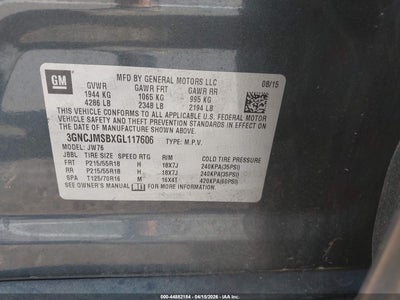 GM
MFD BY GENERAL MOTORS LLC
08/15
GVWR GAWR FRT GAWR RR
1944 KG 1065 KG 995 KG
4286 LB 2348 LB 2194 LB
THIS VEHICLE CONFORMS TO ALL APPLICABLE U.S.
FEDERAL MOTOR VEHICLE SAFETY, BUMPER, AND
THEFT PREVENTION STANDARDS IN EFFECT ON THE
DATE OF MANUFACTURE SHOWN ABOVE.
3GNCJMSBXGL117606 TYPE: M.P.V.
MODEL: JW76
JBBL TIRE SIZE SPEED RTG RIM COLD TIRE PRESSURE
FRT P215/55R18 H 18X7J 240KPA(35PSI)
RR P215/55R18 H 18X7J 240KPA(35PSI)
SPA T125/70R16 M 16X4T 420KPA(60PSI)
SEE OWNER'S MANUAL FOR MORE INFORMATION.
000-44882184 - 04/15/2026 - WWW.IAAI.COM